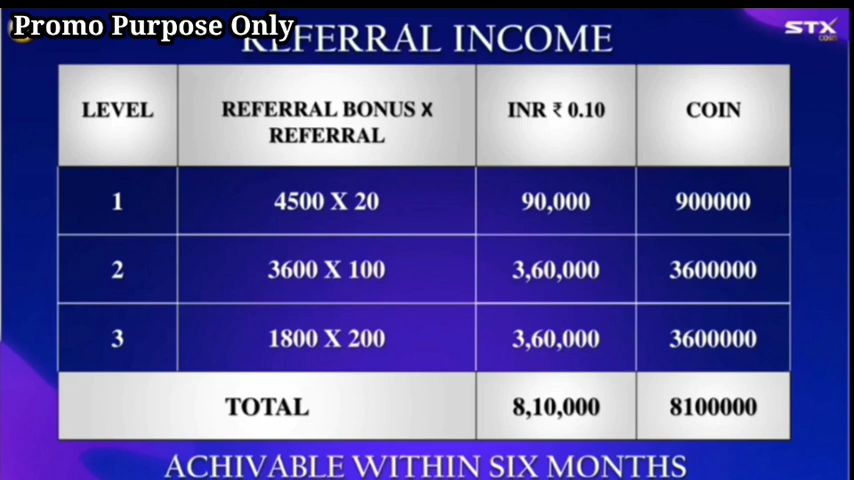 Promo Purpose Only
REFERRAL INCOME
STX
COIN
LEVEL
REFERRAL BONUS X
REFERRAL
INR ₹ 0.10
COIN
1
4500 X 20
90,000
900000
2
3600 X 100
3,60,000
3600000
3
1800 X 200
3,60,000
3600000
TOTAL
8,10,000
8100000
ACHIVABLE WITHIN SIX MONTHS